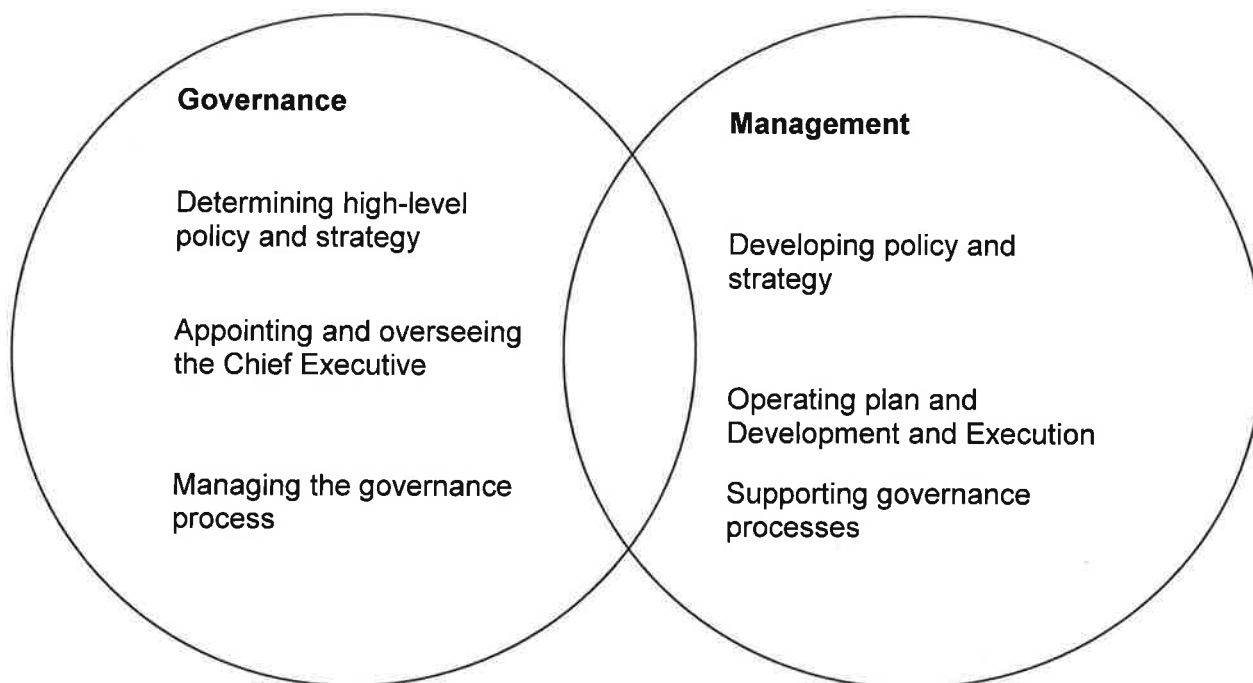 Governance
Determining high-level
policy and strategy
Appointing and overseeing
the Chief Executive
Managing the governance
process
Management
Developing policy and
strategy
Operating plan and
Development and Execution
Supporting governance
processes